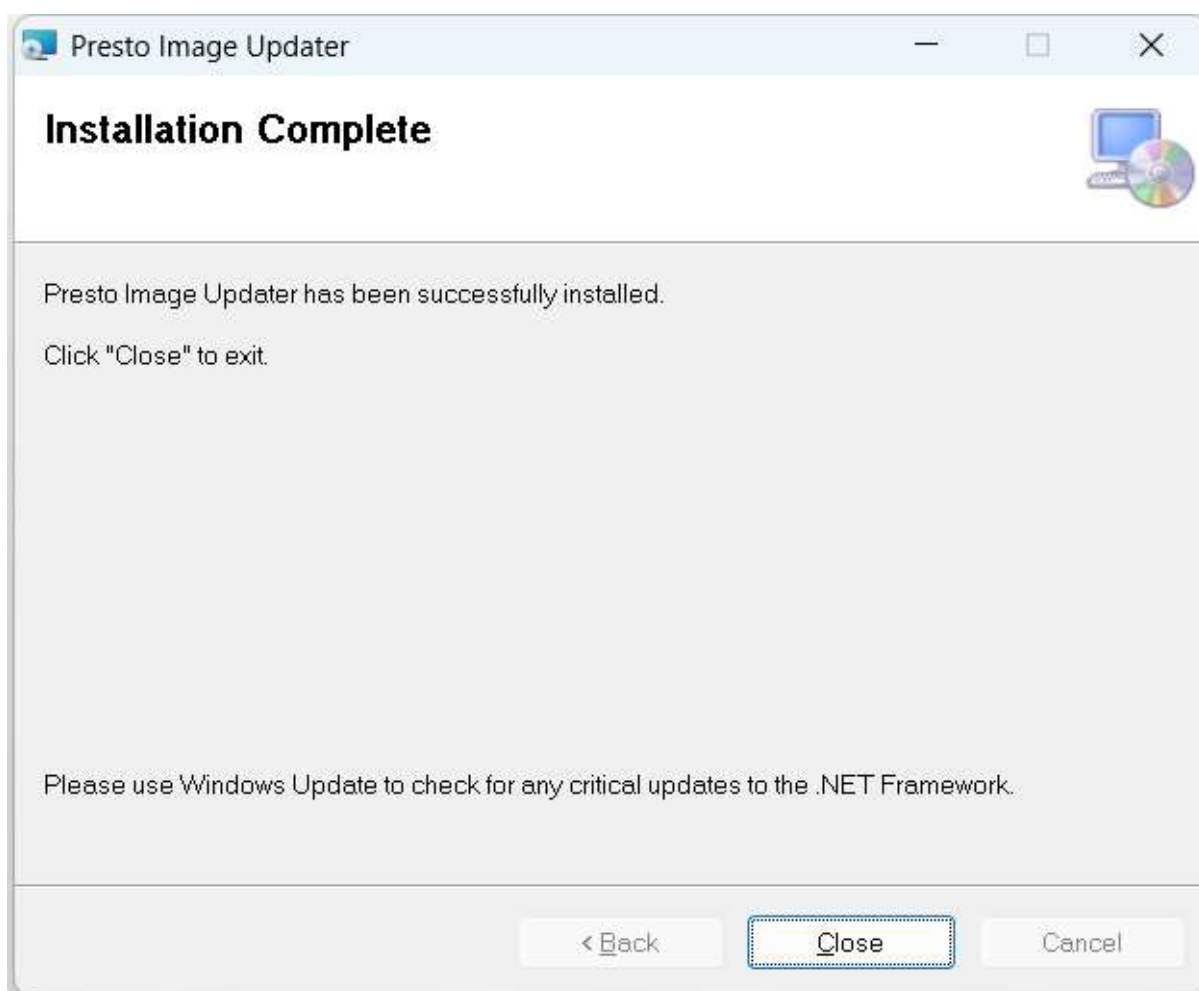 Presto Image Updater
Installation Complete
Presto Image Updater has been successfully installed.
Click "Close" to exit.
Please use Windows Update to check for any critical updates to the .NET Framework.
< Back
Close
Cancel